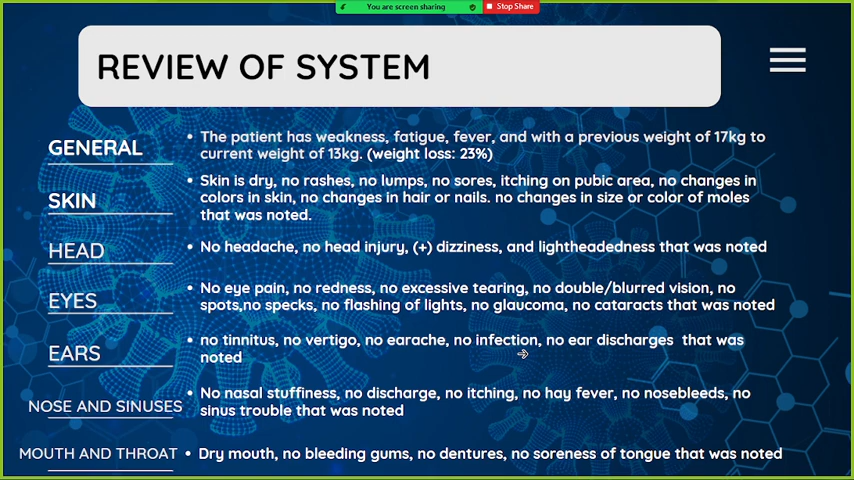 You are screen sharing
Stop Share
REVIEW OF SYSTEM
GENERAL
• The patient has weakness, fatigue, fever, and with a previous weight of 17kg to
current weight of 13kg. (weight loss: 23%)
SKIN
• Skin is dry, no rashes, no lumps, no sores, itching on pubic area, no changes in
colors in skin, no changes in hair or nails. no changes in size or color of moles
that was noted.
HEAD
• No headache, no head injury, (+) dizziness, and lightheadedness that was noted
EYES
• No eye pain, no redness, no excessive tearing, no double/blurred vision, no
spots,no specks, no flashing of lights, no glaucoma, no cataracts that was noted
EARS
• no tinnitus, no vertigo, no earache, no infection, no ear discharges that was
noted
NOSE AND SINUSES
• No nasal stuffiness, no discharge, no itching, no hay fever, no nosebleeds, no
sinus trouble that was noted
MOUTH AND THROAT
• Dry mouth, no bleeding gums, no dentures, no soreness of tongue that was noted